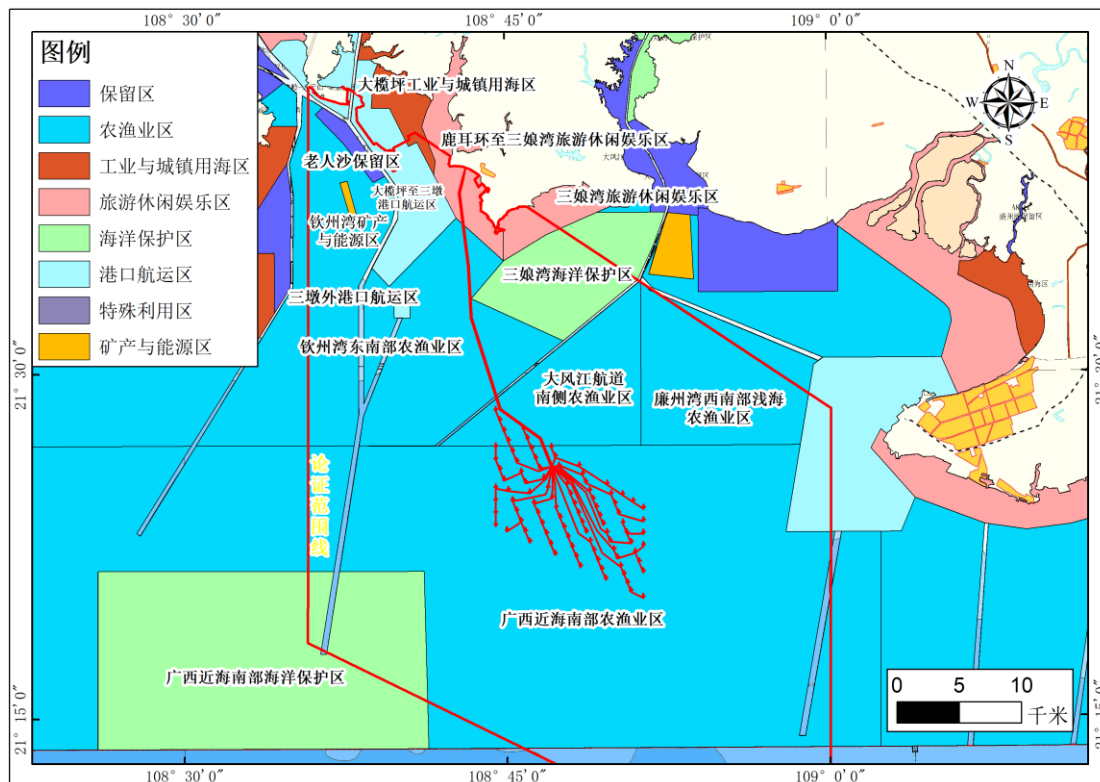 108° 30′ 0″
108° 45′ 0″
109° 0′ 0″
图例
保留区
农渔业区
工业与城镇用海区
旅游休闲娱乐区
海洋保护区
港口航运区
特殊利用区
矿产与能源区
N
W
E
S
大榄坪工业与城镇用海区
鹿耳环至三娘湾旅游休闲娱乐区
老人沙保留区
大榄坪至三墩
港口航运区
三娘湾旅游休闲娱乐区
钦州湾矿产
与能源区
三娘湾海洋保护区
三墩外港口航运区
钦州湾东南部农渔业区
大风江航道
南侧农渔业区
廉州湾西南部浅海
农渔业区
21° 30′ 0″
21° 30′ 0″
论证范围线
广西近海南部农渔业区
广西近海南部海洋保护区
0
5
10
千米
21° 15′ 0″
21° 15′ 0″
108° 30′ 0″
108° 45′ 0″
109° 0′ 0″